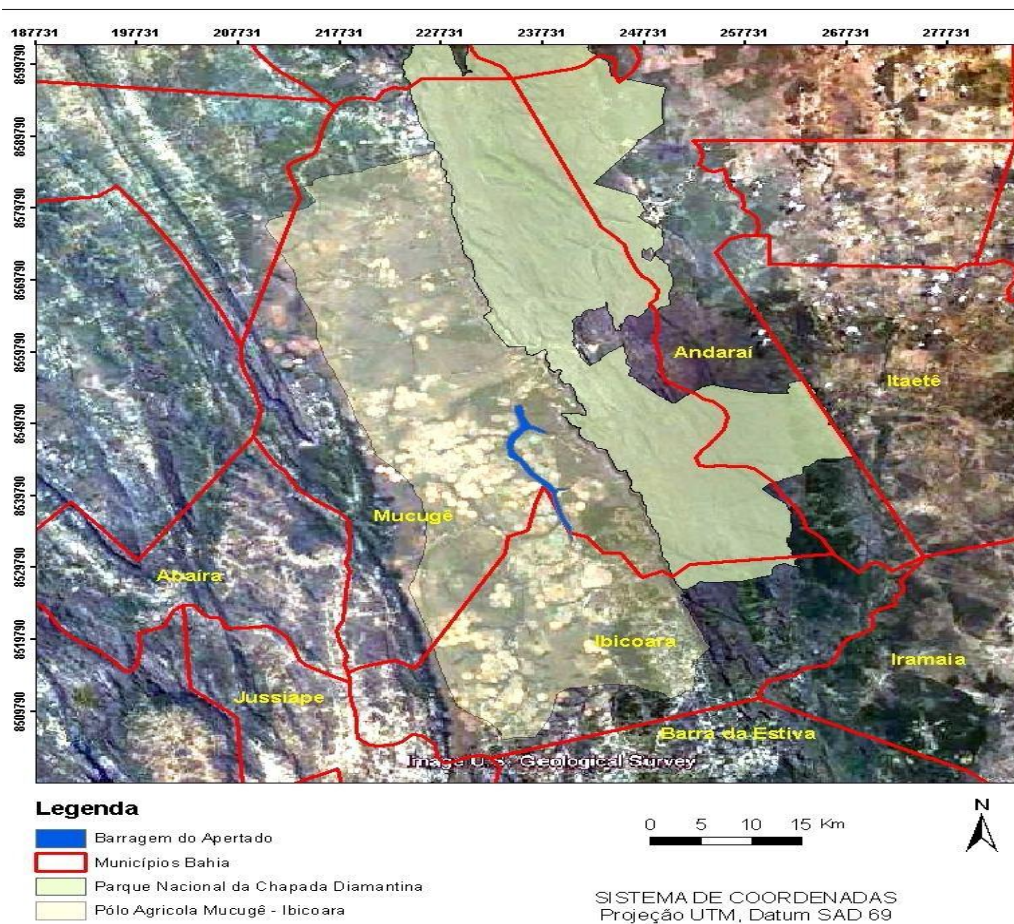 187731 197731 207731 217731 227731 237731 247731 257731 267731 277731
8599790
8589790
8579790
8569790
8559790
8549790
8539790
8529790
8519790
8509790
Andaraí
Itaetê
Mucugê
Abaíra
Ibicoara
Iramaia
Jussiape
Barra da Estiva
Image U.S. Geological Survey
Legenda
Barragem do Apertado
Municípios Bahia
Parque Nacional da Chapada Diamantina
Pólo Agricola Mucugê - Ibicoara
0 5 10 15 Km
N
SISTEMA DE COORDENADAS
Projeção UTM, Datum SAD 69